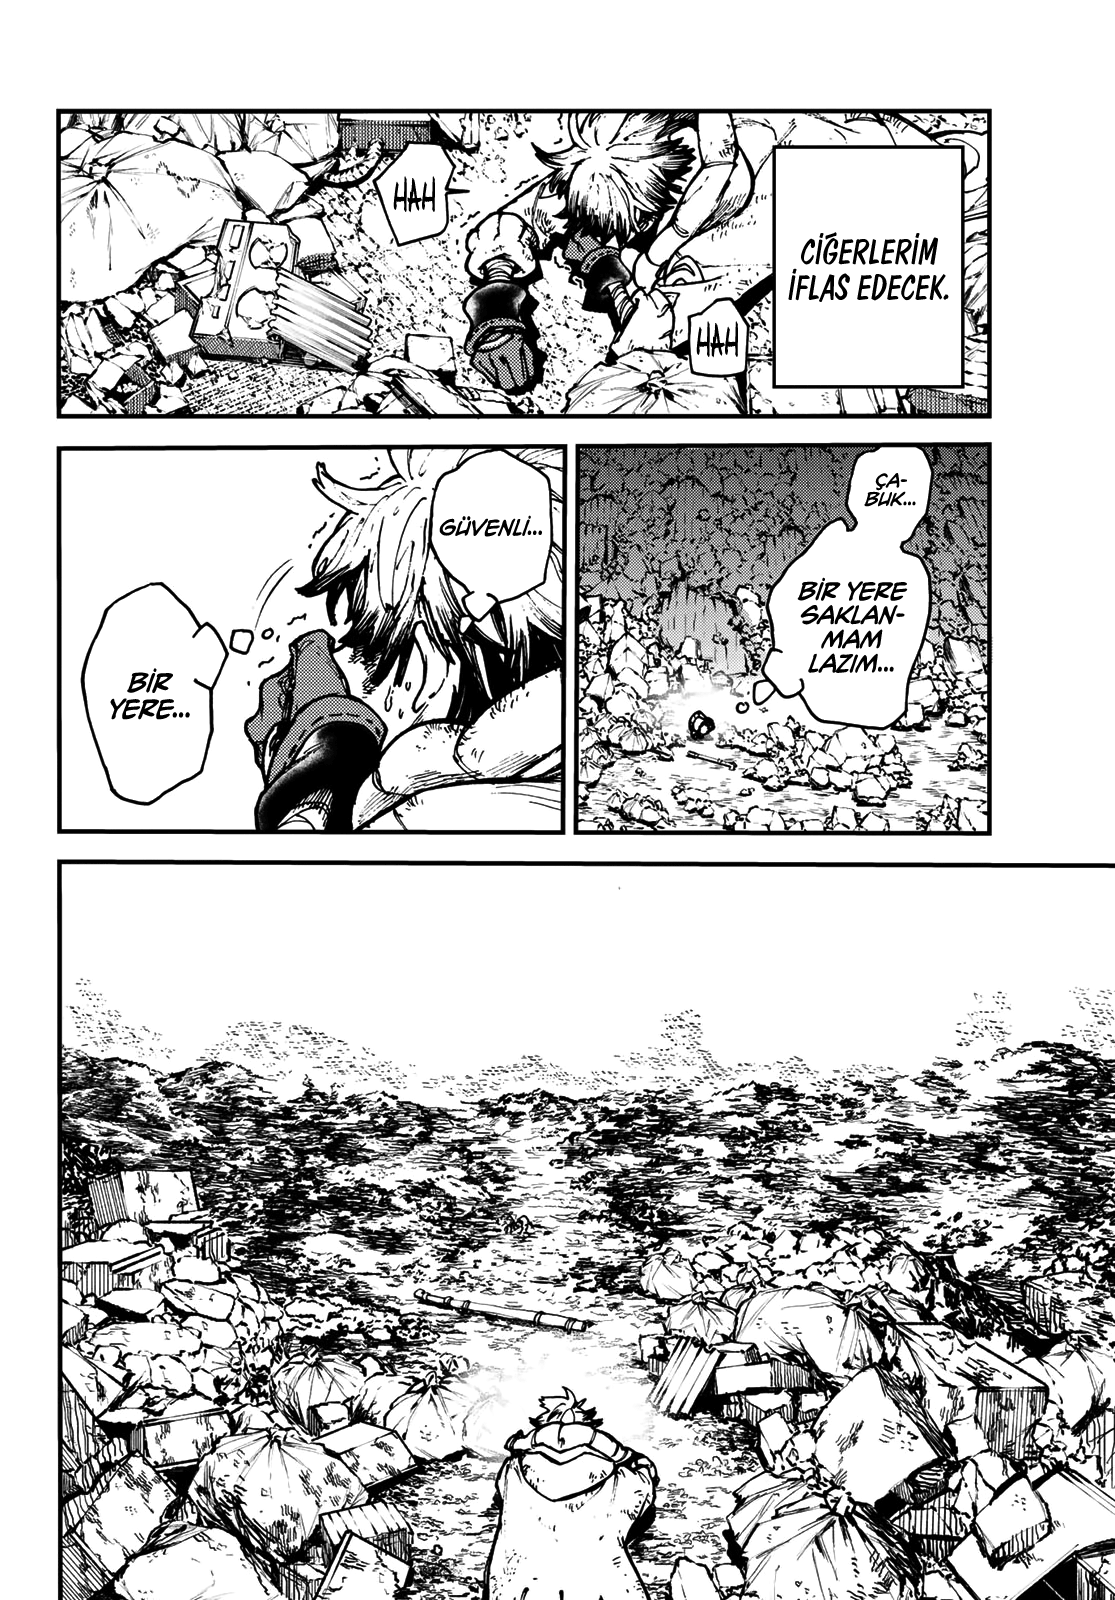 CİĞERLERİM
İFLAS EDECEK.
HAH
HAH
ÇA-
BUK...
BİR YERE
SAKLAN-
MAM
LAZIM...
GÜVENLİ...
BİR
YERE...